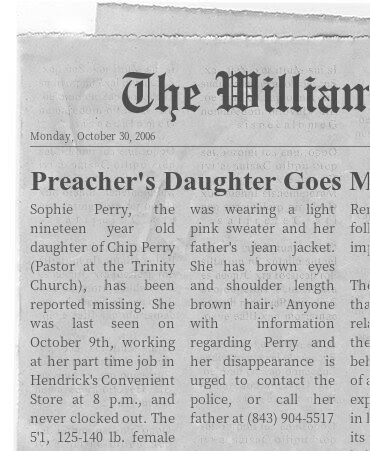 The William
Monday, October 30, 2006
Preacher's Daughter Goes M
Sophie Perry, the
nineteen year old
daughter of Chip Perry
(Pastor at the Trinity
Church), has been
reported missing. She
was last seen on
October 9th, working
at her part time job in
Hendrick's Convenient
Store at 8 p.m., and
never clocked out. The
5'1, 125-140 lb. female
was wearing a light
pink sweater and her
father's jean jacket.
She has brown eyes
and shoulder length
brown hair. Anyone
with information
regarding Perry and
her disappearance is
urged to contact the
police, or call her
father at (843) 904-5517
Rem
foll
imp
The
that
rela
the
beh
of a
exp
in l
its